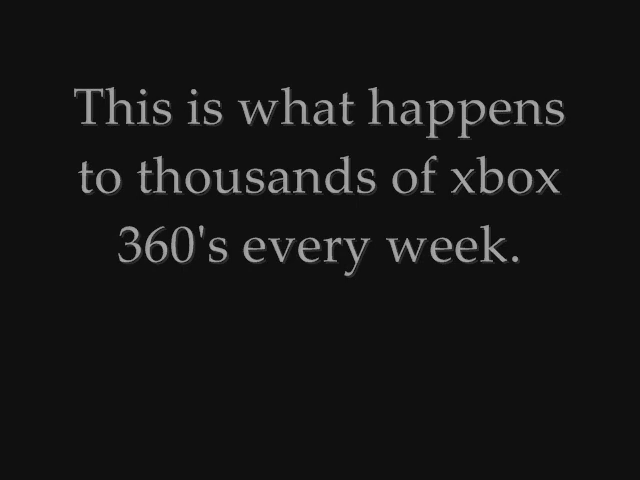 This is what happens
to thousands of xbox
360's every week.